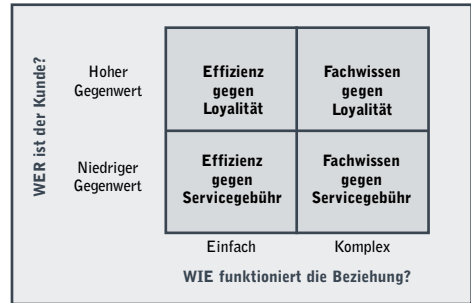 WER ist der Kunde?
Hoher
Gegenwert
Effizienz
gegen
Loyalität
Fachwissen
gegen
Loyalität
Niedriger
Gegenwert
Effizienz
gegen
Servicegebühr
Fachwissen
gegen
Servicegebühr
Einfach
Komplex
WIE funktioniert die Beziehung?